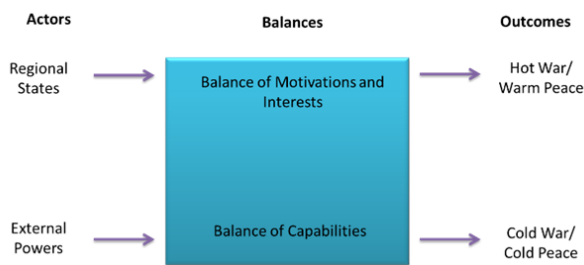 Actors
Balances
Outcomes
Regional
States
Balance of Motivations and
Interests
Hot War/
Warm Peace
External
Powers
Balance of Capabilities
Cold War/
Cold Peace